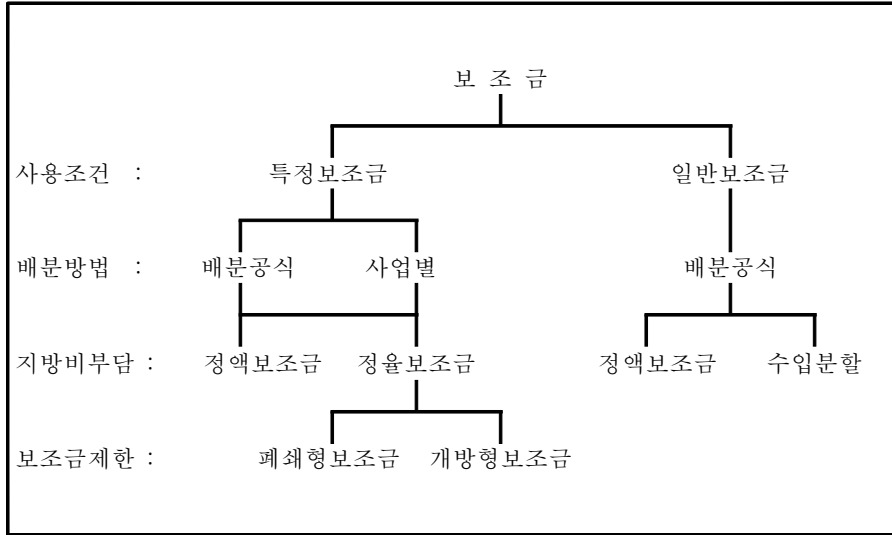 보 조 금
사용조건 : 특정보조금 일반보조금
배분방법 : 배분공식 사업별 배분공식
지방비부담 : 정액보조금 정율보조금 정액보조금 수입분할
보조금제한 : 폐쇄형보조금 개방형보조금